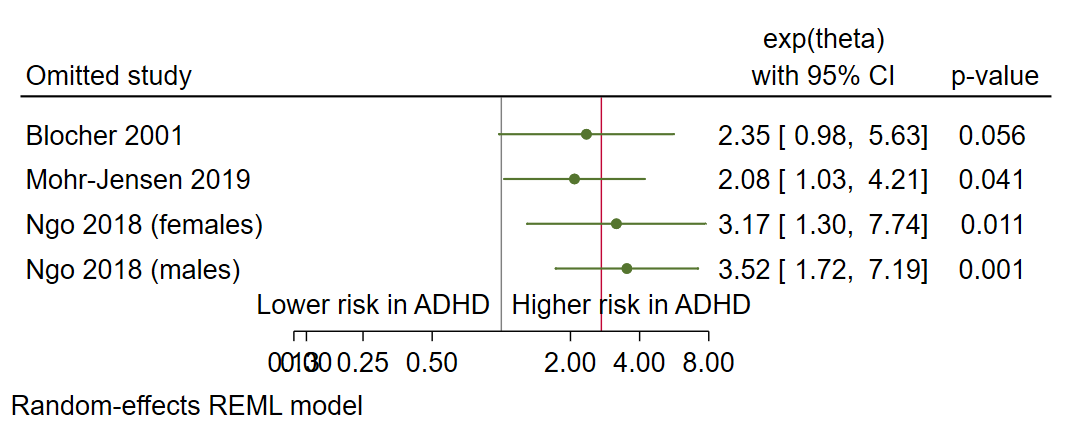 exp(theta)
Omitted study with 95% CI p-value
Blocher 2001 2.35 [ 0.98, 5.63] 0.056
Mohr-Jensen 2019 2.08 [ 1.03, 4.21] 0.041
Ngo 2018 (females) 3.17 [ 1.30, 7.74] 0.011
Ngo 2018 (males) 3.52 [ 1.72, 7.19] 0.001
Lower risk in ADHD Higher risk in ADHD
0.25 0.50 2.00 4.00 8.00
Random-effects REML model